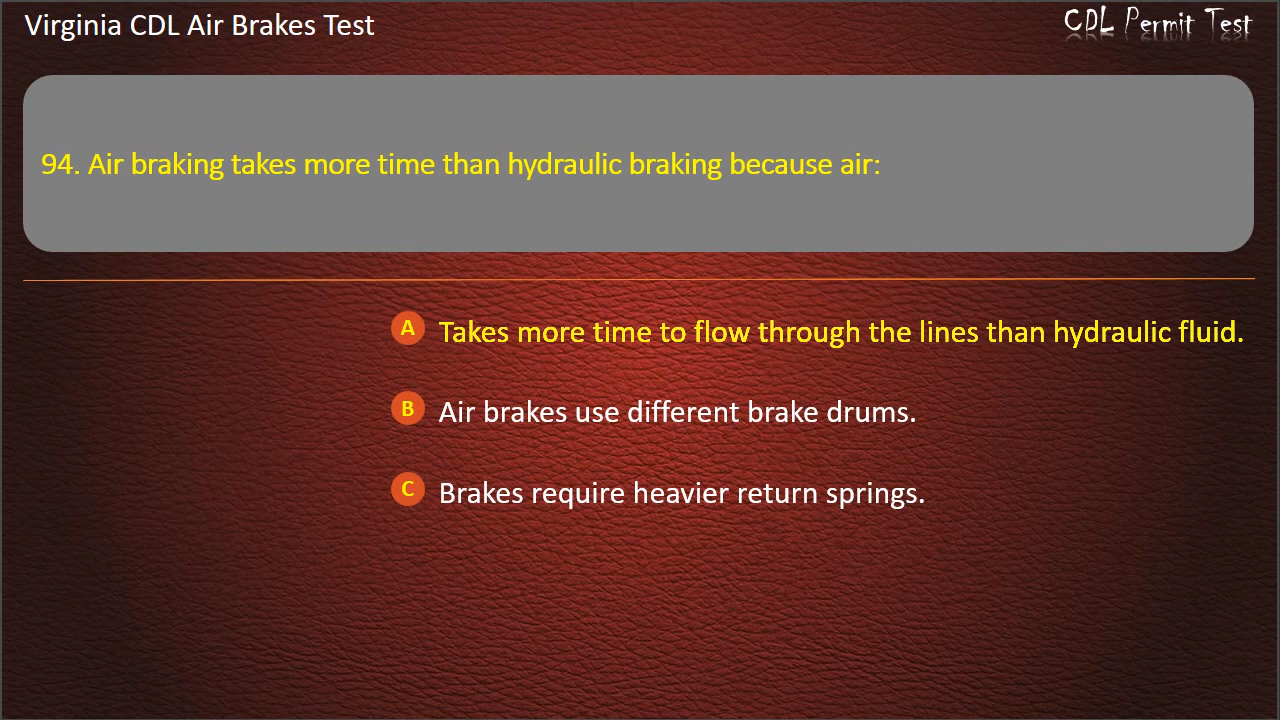 Virginia CDL Air Brakes Test
CDL Permit Test
94. Air braking takes more time than hydraulic braking because air:
A Takes more time to flow through the lines than hydraulic fluid.
B Air brakes use different brake drums.
C Brakes require heavier return springs.